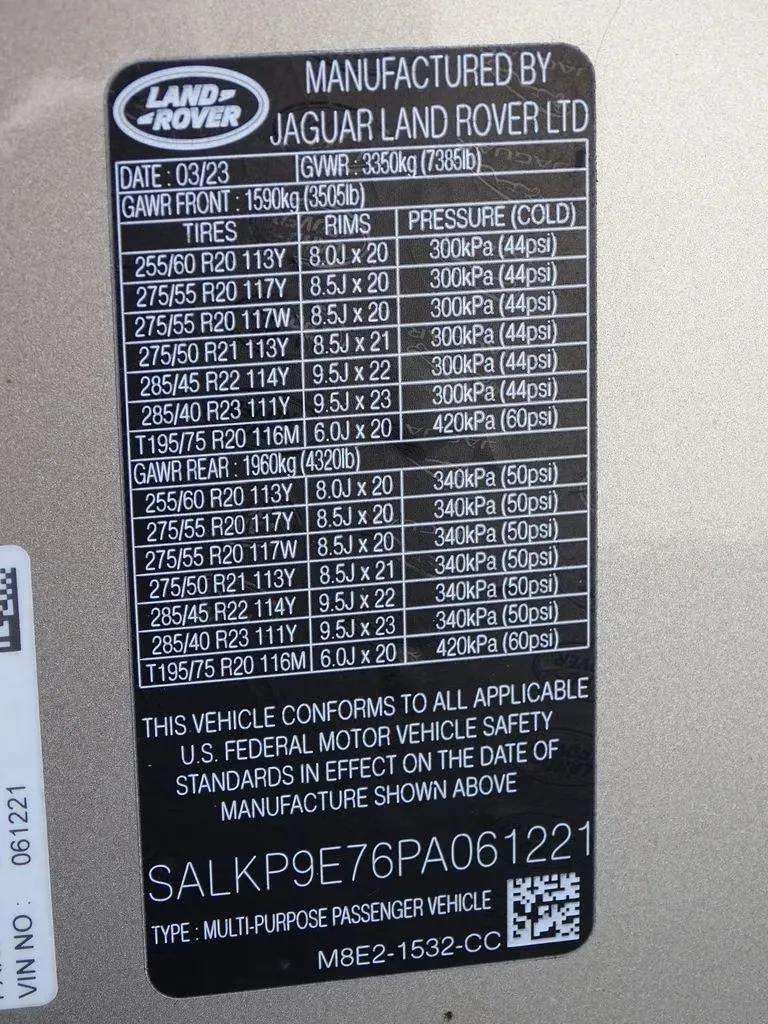 LAND ROVER
MANUFACTURED BY
JAGUAR LAND ROVER LTD
DATE : 03/23 GVWR : 3350kg (7385lb)
GAWR FRONT : 1590kg (3505lb)
TIRES RIMS PRESSURE (COLD)
255/60 R20 113Y 8.0J x 20 300kPa (44psi)
275/55 R20 117Y 8.5J x 20 300kPa (44psi)
275/55 R20 117W 8.5J x 20 300kPa (44psi)
275/50 R21 113Y 8.5J x 21 300kPa (44psi)
285/45 R22 114Y 9.5J x 22 300kPa (44psi)
285/40 R23 111Y 9.5J x 23 300kPa (44psi)
T195/75 R20 116M 6.0J x 20 420kPa (60psi)
GAWR REAR : 1960kg (4320lb)
255/60 R20 113Y 8.0J x 20 340kPa (50psi)
275/55 R20 117Y 8.5J x 20 340kPa (50psi)
275/55 R20 117W 8.5J x 20 340kPa (50psi)
275/50 R21 113Y 8.5J x 21 340kPa (50psi)
285/45 R22 114Y 9.5J x 22 340kPa (50psi)
285/40 R23 111Y 9.5J x 23 340kPa (50psi)
T195/75 R20 116M 6.0J x 20 420kPa (60psi)
THIS VEHICLE CONFORMS TO ALL APPLICABLE
U.S. FEDERAL MOTOR VEHICLE SAFETY
STANDARDS IN EFFECT ON THE DATE OF
MANUFACTURE SHOWN ABOVE
SALKP9E76PA061221
TYPE : MULTI-PURPOSE PASSENGER VEHICLE
M8E2-1532-CC
VIN NO : 061221